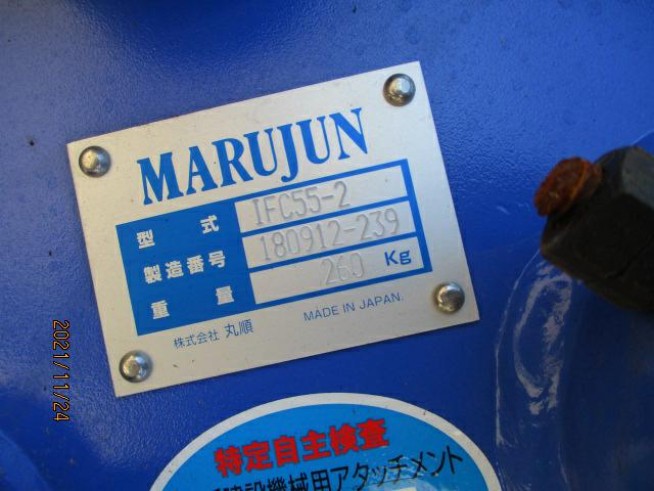 MARUJUN
型式 IFC55-2
製造番号 180912-239
重量 260 Kg
株式会社 丸順 MADE IN JAPAN.
2021/11/24
特定自主検査
建設機械用アタッチメント